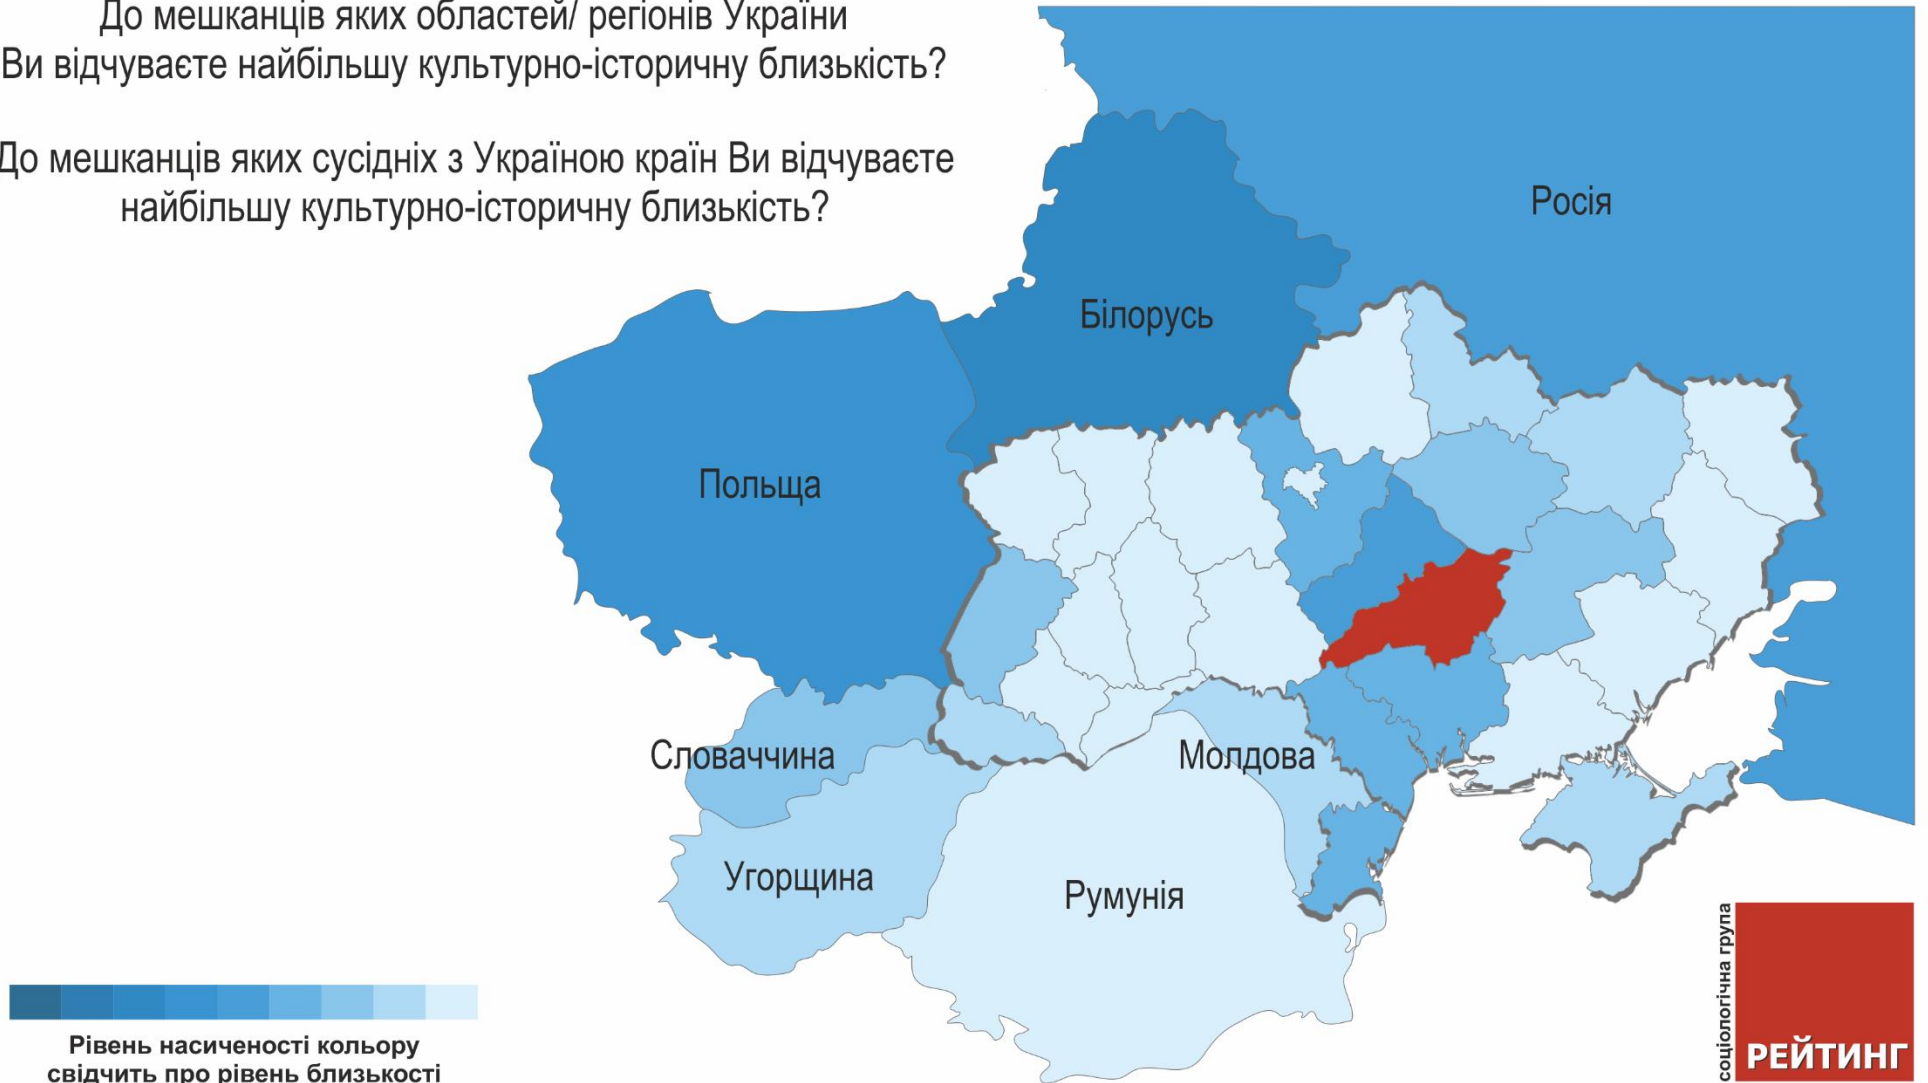 До мешканців яких областей/ регіонів України
Ви відчуваєте найбільшу культурно-історичну близькість?
До мешканців яких сусідніх з Україною країн Ви відчуваєте
найбільшу культурно-історичну близькість?
Росія
Білорусь
Польща
Словаччина
Молдова
Угорщина
Румунія
Рівень насиченості кольору
свідчить про рівень близькості
соціологічна група
РЕЙТИНГ